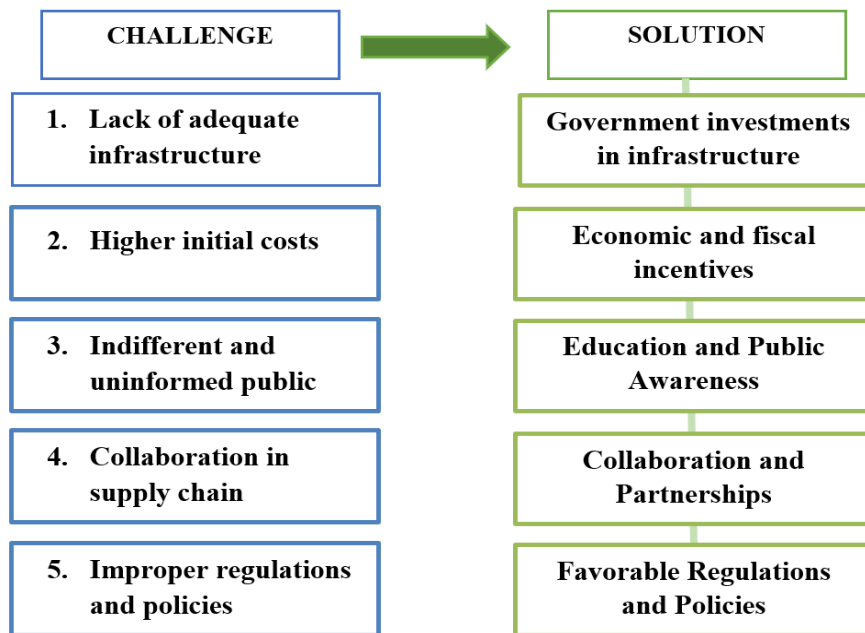 CHALLENGE
SOLUTION
1. Lack of adequate
infrastructure
Government investments
in infrastructure
2. Higher initial costs
Economic and fiscal
incentives
3. Indifferent and
uninformed public
Education and Public
Awareness
4. Collaboration in
supply chain
Collaboration and
Partnerships
5. Improper regulations
and policies
Favorable Regulations
and Policies